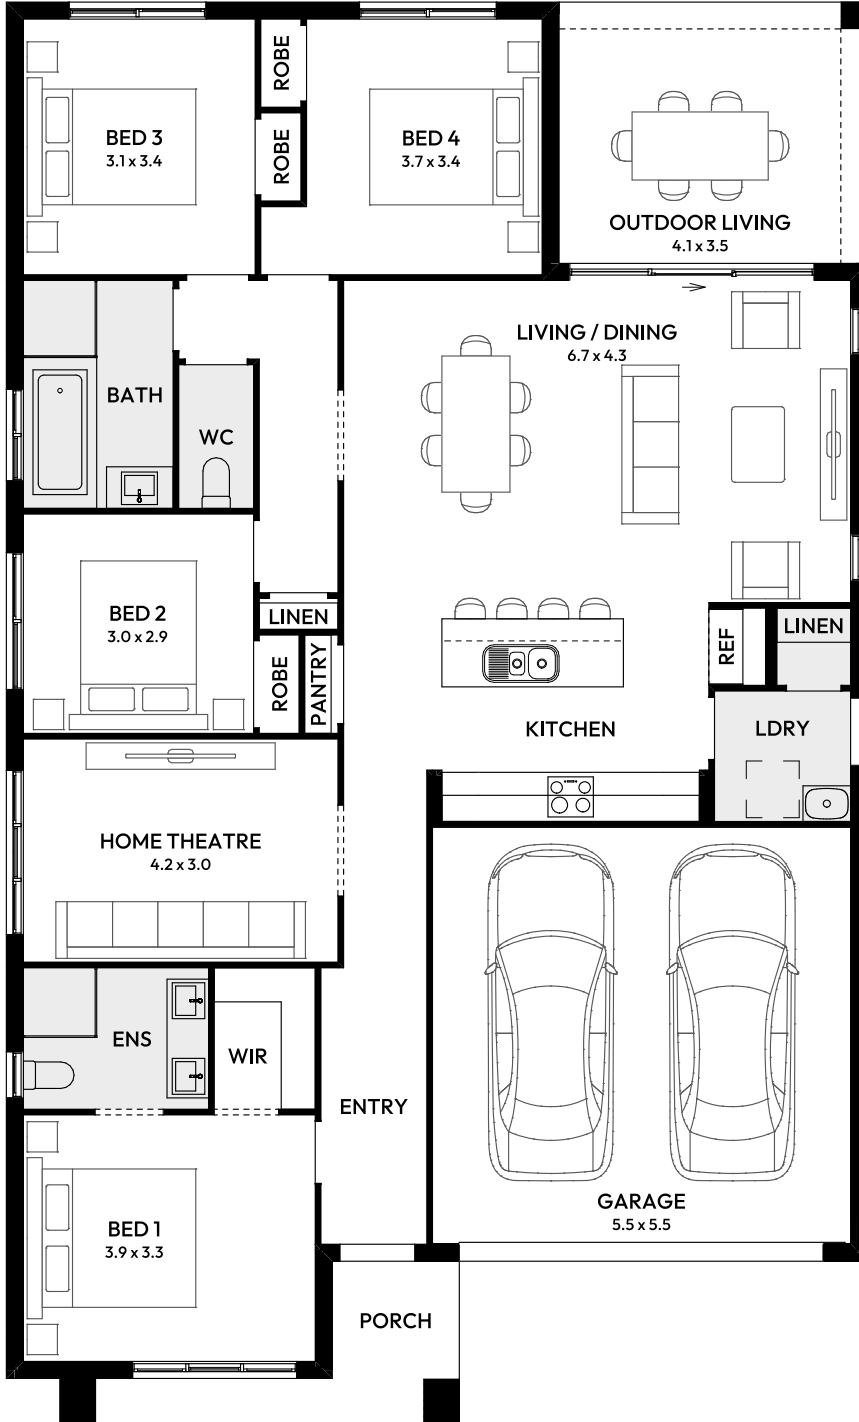 ROBE
BED 3
3.1 x 3.4
BED 4
3.7 x 3.4
ROBE
OUTDOOR LIVING
4.1 x 3.5
LIVING / DINING
6.7 x 4.3
BATH
WC
BED 2
3.0 x 2.9
LINEN
LINEN
REF
ROBE
PANTRY
KITCHEN
LDRY
HOME THEATRE
4.2 x 3.0
ENS
WIR
ENTRY
GARAGE
5.5 x 5.5
BED 1
3.9 x 3.3
PORCH